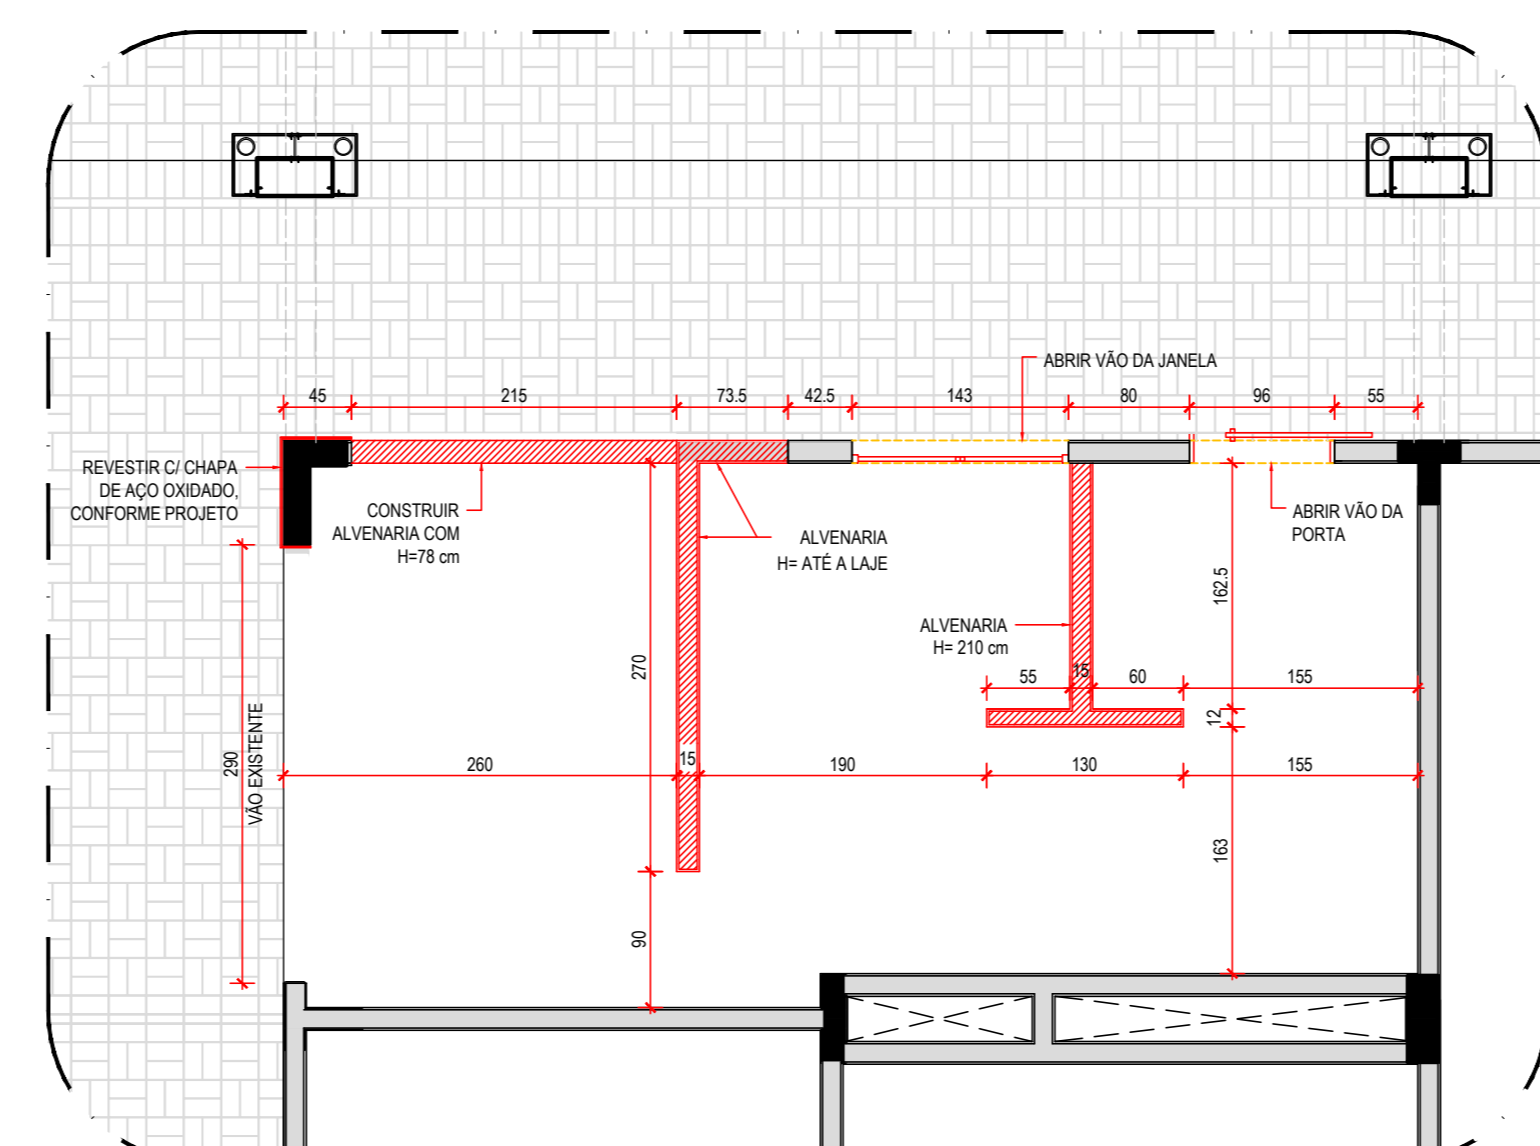 ABRIR VÃO DA JANELA
45
215
73.5
42.5
143
80
96
55
REVESTIR C/ CHAPA
DE AÇO OXIDADO,
CONFORME PROJETO
CONSTRUIR
ALVENARIA COM
H=78 cm
ALVENARIA
H= ATÉ A LAJE
ABRIR VÃO DA
PORTA
162.5
ALVENARIA
H= 210 cm
270
55
15
60
155
12
290
VÃO EXISTENTE
260
15
190
130
155
163
90